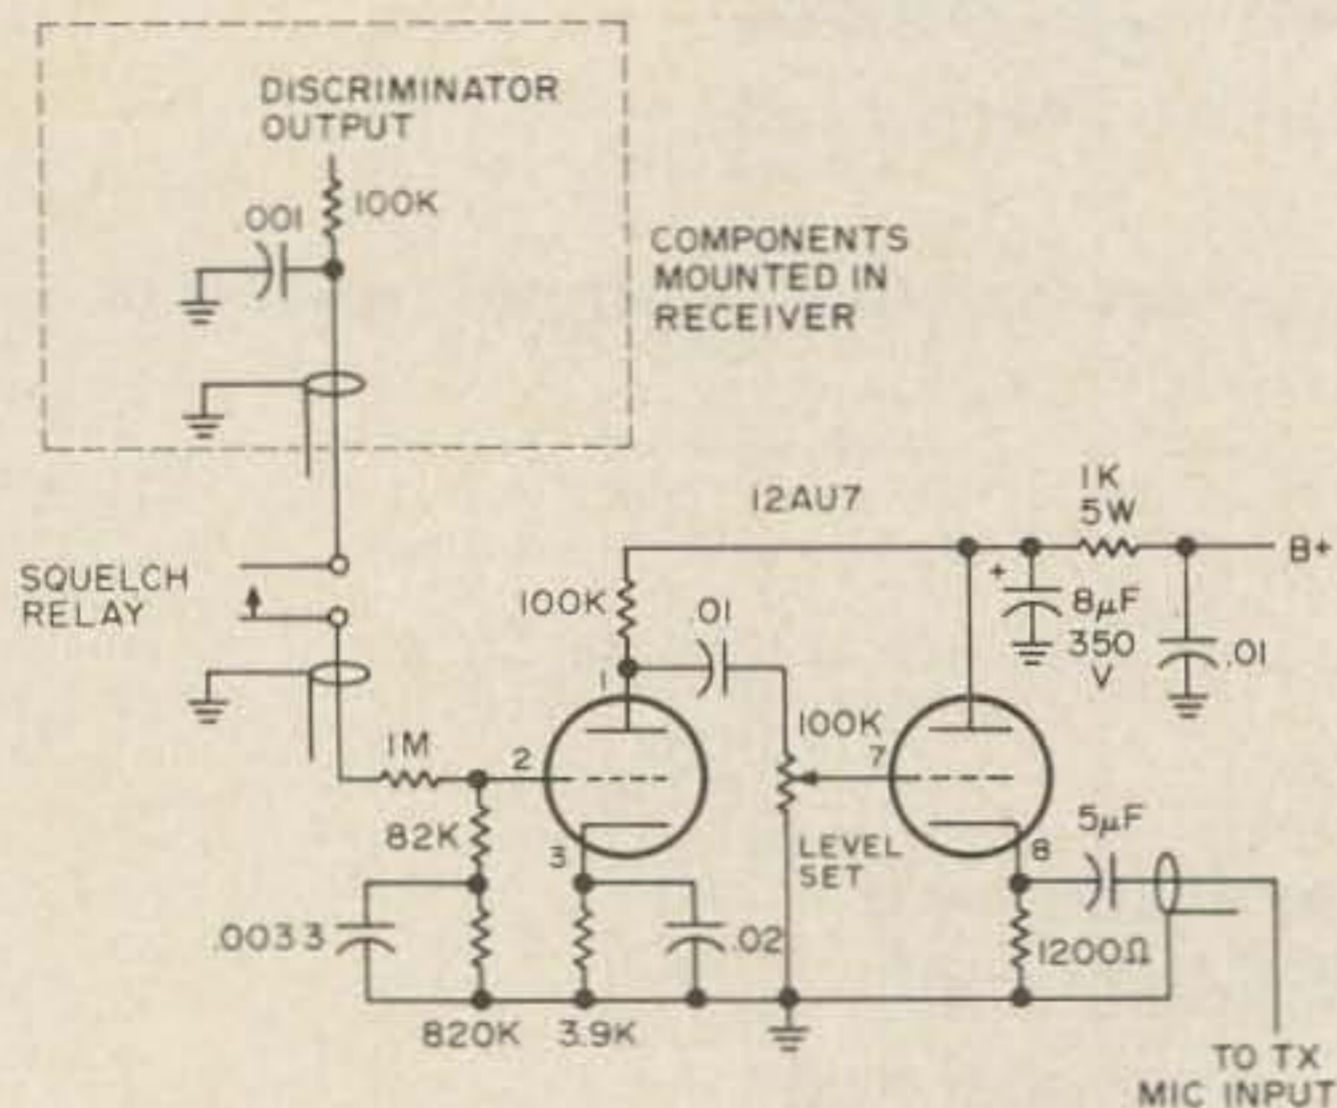 DISCRIMINATOR
OUTPUT
.001
100K
COMPONENTS
MOUNTED IN
RECEIVER
12AU7
1K
5W
B+
SQUELCH
RELAY
100K
.01
+
8µF
350
V
.01
1
1M
2
100K
7
82K
3
LEVEL
SET
5µF
8
.0033
.02
1200Ω
820K
3.9K
TO TX
MIC INPUT